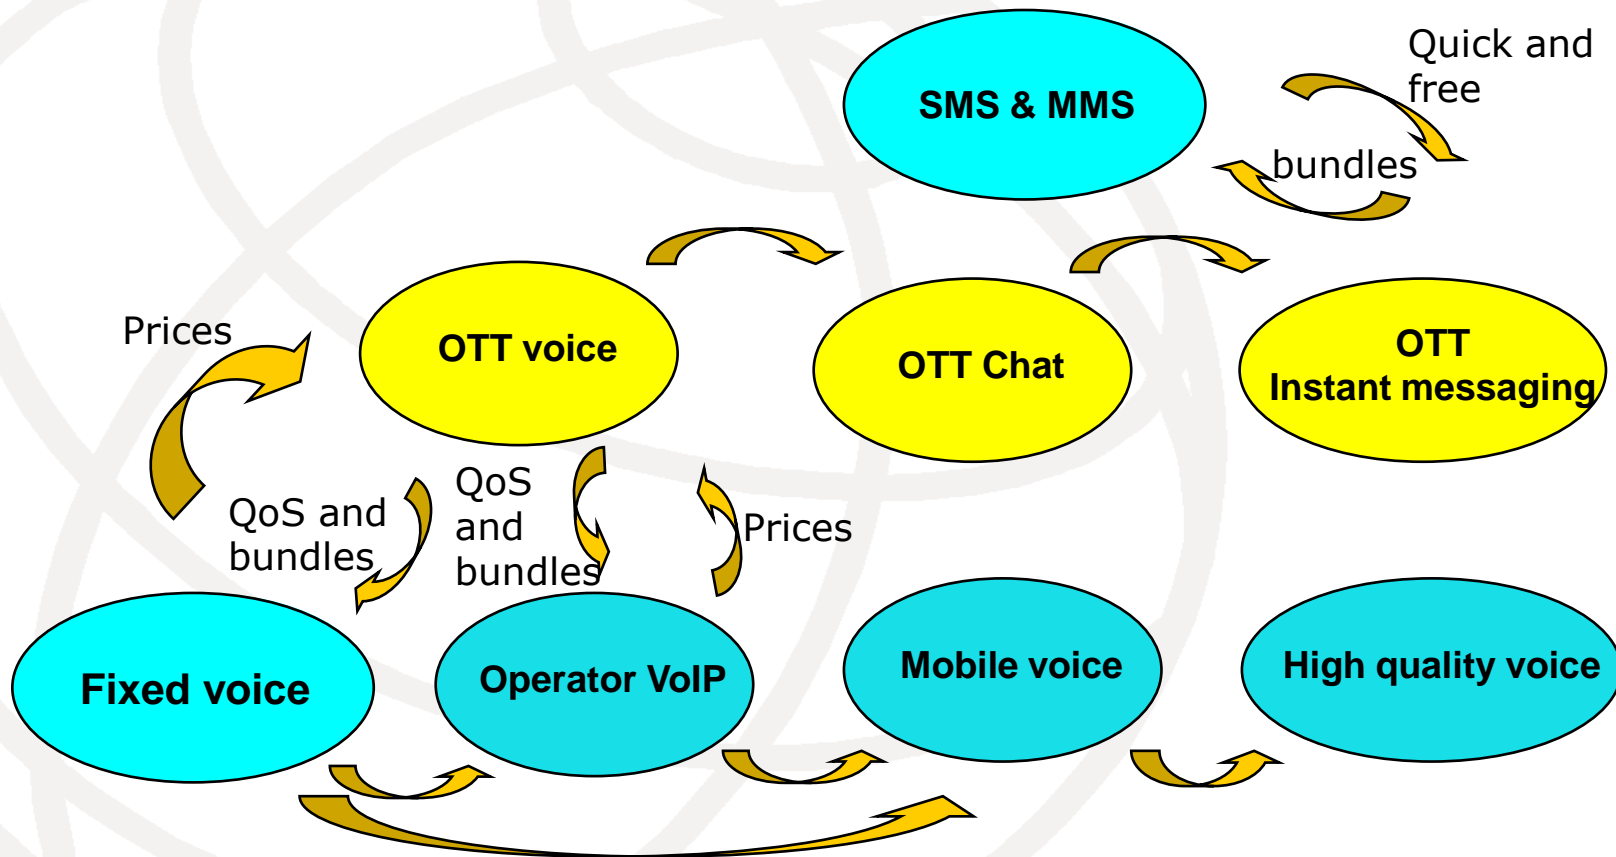 SMS & MMS
Quick and
free
bundles
Prices
OTT voice
OTT Chat
OTT
Instant messaging
QoS and
bundles
QoS
and
bundles
Prices
Fixed voice
Operator VoIP
Mobile voice
High quality voice